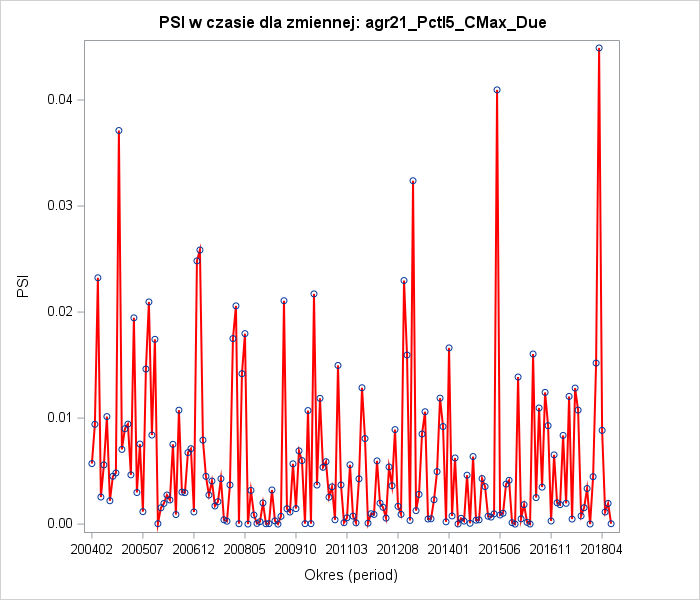 PSI w czasie dla zmiennej: agr21_Pctl5_CMax_Due
0.04
0.03
0.02
0.01
0.00
PSI
200402 200507 200612 200805 200910 201103 201208 201401 201506 201611 201804
Okres (period)